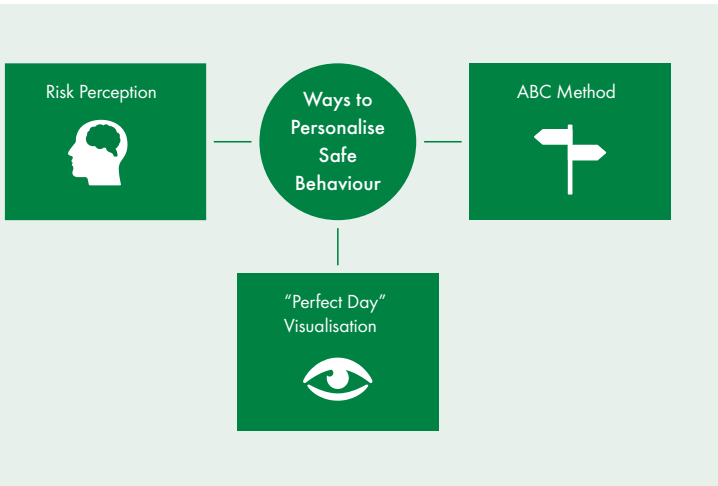 Risk Perception
Ways to
Personalise
Safe
Behaviour
ABC Method
“Perfect Day”
Visualisation